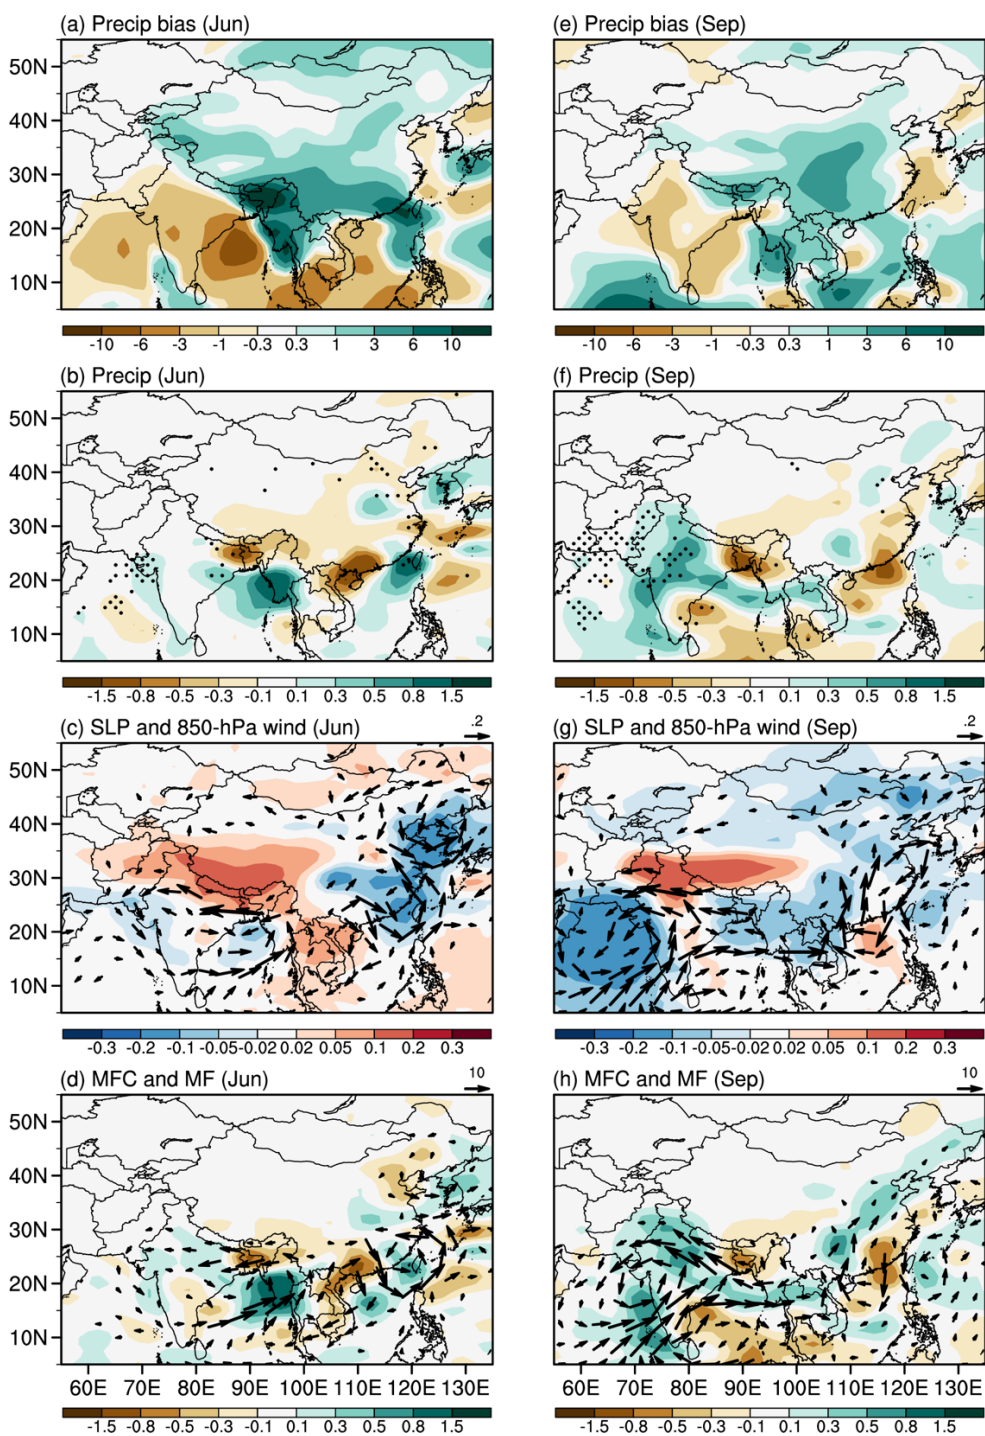 (a) Precip bias (Jun)
50N
40N
30N
20N
10N
-10 -6 -3 -1 -0.3 0.3 1 3 6 10
(e) Precip bias (Sep)
-10 -6 -3 -1 -0.3 0.3 1 3 6 10
(b) Precip (Jun)
50N
40N
30N
20N
10N
-1.5 -0.8 -0.5 -0.3 -0.1 0.1 0.3 0.5 0.8 1.5
(f) Precip (Sep)
-1.5 -0.8 -0.5 -0.3 -0.1 0.1 0.3 0.5 0.8 1.5
(c) SLP and 850-hPa wind (Jun)
.2
50N
40N
30N
20N
10N
-0.3 -0.2 -0.1 -0.05 -0.02 0.02 0.05 0.1 0.2 0.3
(g) SLP and 850-hPa wind (Sep)
.2
-0.3 -0.2 -0.1 -0.05 -0.02 0.02 0.05 0.1 0.2 0.3
(d) MFC and MF (Jun)
10
50N
40N
30N
20N
10N
60E 70E 80E 90E 100E 110E 120E 130E
-1.5 -0.8 -0.5 -0.3 -0.1 0.1 0.3 0.5 0.8 1.5
(h) MFC and MF (Sep)
10
60E 70E 80E 90E 100E 110E 120E 130E
-1.5 -0.8 -0.5 -0.3 -0.1 0.1 0.3 0.5 0.8 1.5